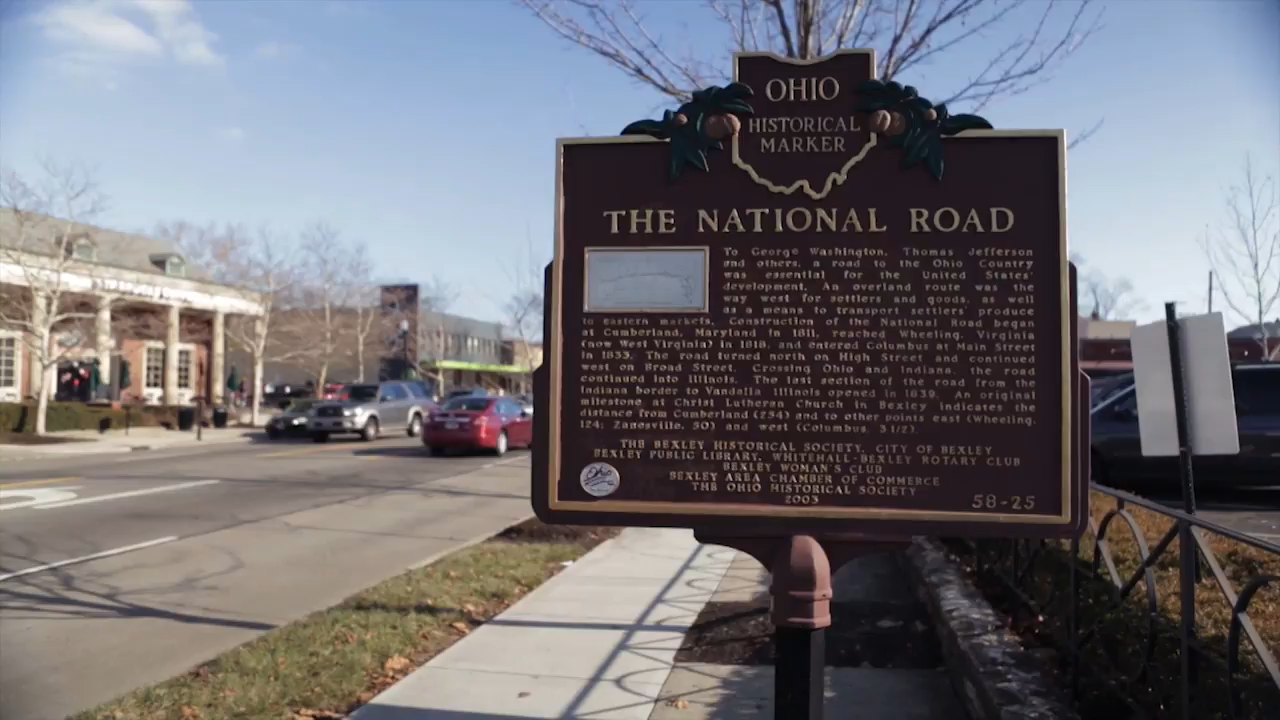 OHIO
HISTORICAL
MARKER
THE NATIONAL ROAD
To George Washington, Thomas Jefferson
and others, a road to the Ohio Country
was essential for the United States'
development. An overland route was the
way west for settlers and goods, as well
as a means to transport settlers' produce
to eastern markets. Construction of the National Road began
in Cumberland, Maryland in 1811, reached Wheeling, Virginia
(now West Virginia) in 1818, and entered Columbus at Main Street
in 1833. The road turned north on High Street and continued
west on Broad Street. Crossing Ohio and Indiana, the road
continued into Illinois. The last section of the road from the
Indiana border to Vandalia Illinois opened in 1839. An original
milestone at Christ Lutheran Church in Bexley indicates the
distance from Cumberland (254) and to other points east (Wheeling,
124; Zanesville, 50) and west (Columbus, 3 1/2).
THE BEXLEY HISTORICAL SOCIETY, CITY OF BEXLEY
BEXLEY PUBLIC LIBRARY, WHITEHALL-BEXLEY ROTARY CLUB
BEXLEY WOMAN'S CLUB
BEXLEY AREA CHAMBER OF COMMERCE
THE OHIO HISTORICAL SOCIETY
2003
58-25